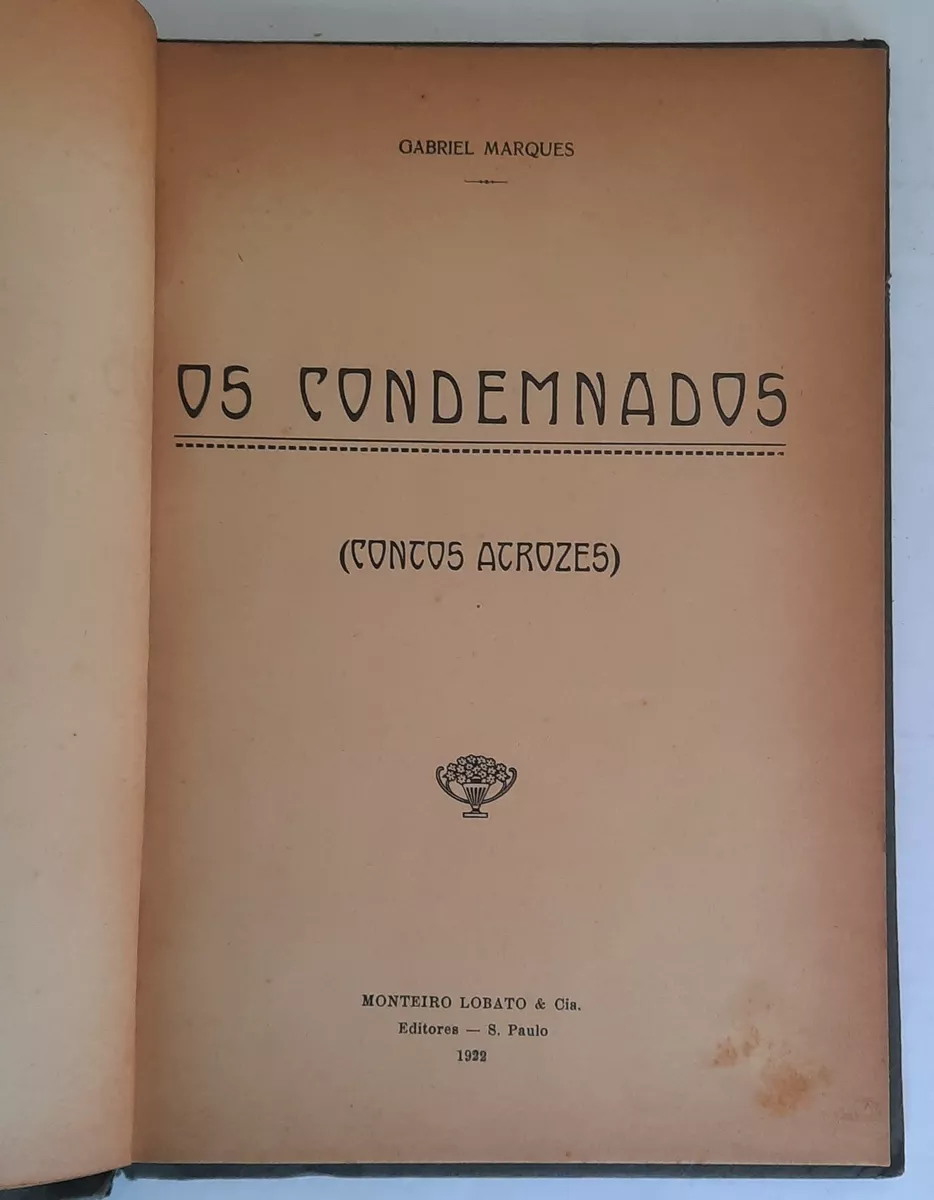 GABRIEL MARQUES
OS CONDEMNADOS
(CONTOS ATROZES)
MONTEIRO LOBATO & Cia.
Editores — S. Paulo
1922